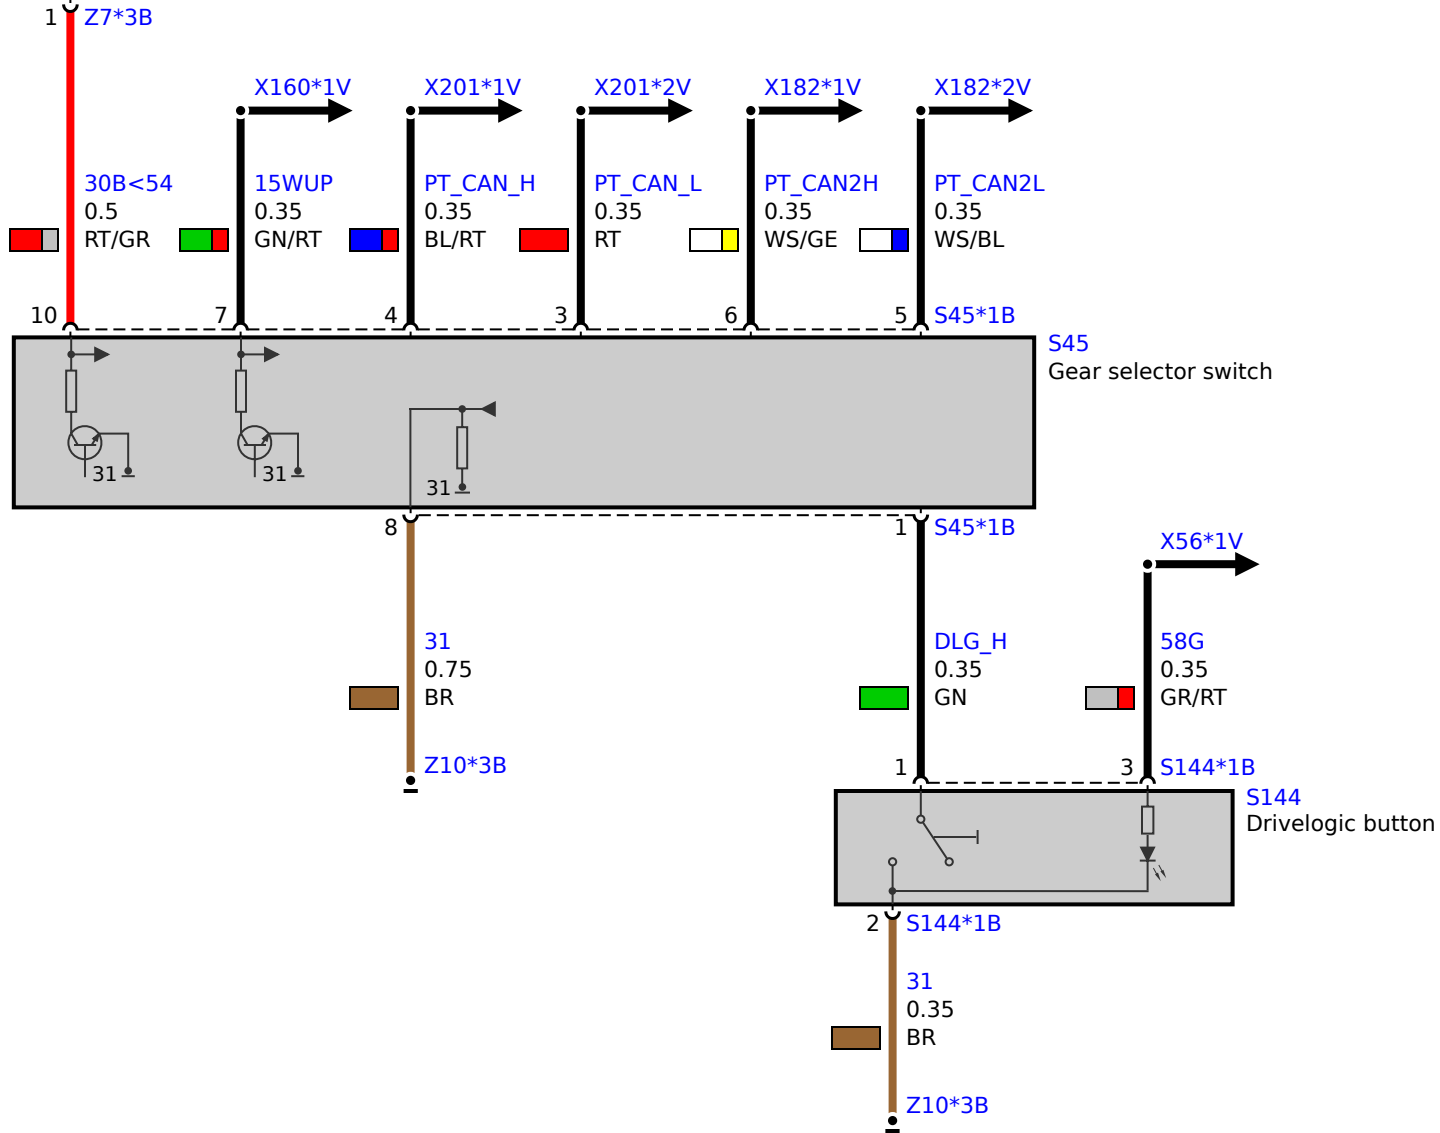 1 Z7*3B
X160*1V X201*1V X201*2V X182*1V X182*2V
30B<54 15WUP PT_CAN_H PT_CAN_L PT_CAN2H PT_CAN2L
0.5 0.35 0.35 0.35 0.35 0.35
RT/GR GN/RT BL/RT RT WS/GE WS/BL
10 7 4 3 6 5 S45*1B
S45
Gear selector switch
31 31 31
8 1 S45*1B
X56*1V
31 DLG_H 58G
0.75 0.35 0.35
BR GN GR/RT
Z10*3B 1 3 S144*1B
S144
Drivelogic button
2 S144*1B
31
0.35
BR
Z10*3B